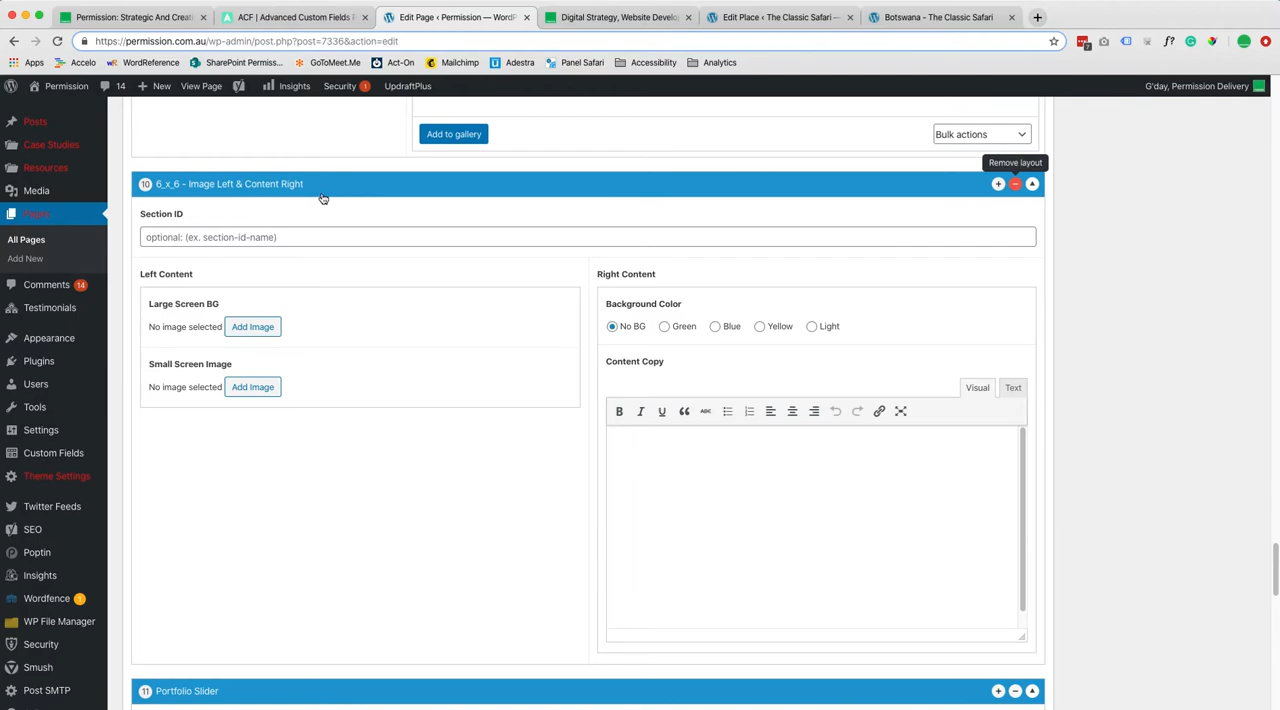 Permission: Strategic And Creati
ACF | Advanced Custom Fields P
Edit Page ‹ Permission — WordP
Digital Strategy, Website Develo
Edit Place ‹ The Classic Safari —
Botswana – The Classic Safari
https://permission.com.au/wp-admin/post.php?post=7336&action=edit
Apps
Accelo
WordReference
SharePoint Permiss...
GoToMeet.Me
Act-On
Mailchimp
Adestra
Panel Safari
Accessibility
Analytics
Permission
14
New
View Page
Insights
Security 1
UpdraftPlus
G'day, Permission Delivery
Posts
Case Studies
Resources
Media
Pages
All Pages
Add New
Comments 14
Testimonials
Appearance
Plugins
Users
Tools
Settings
Custom Fields
Theme Settings
Twitter Feeds
SEO
Poptin
Insights
Wordfence 1
WP File Manager
Security
Smush
Post SMTP
Add to gallery
Bulk actions
Remove layout
10 6_x_6 - Image Left & Content Right
Section ID
optional: (ex. section-id-name)
Left Content
Large Screen BG
No image selected Add Image
Small Screen Image
No image selected Add Image
Right Content
Background Color
No BG Green Blue Yellow Light
Content Copy
Visual Text
B I U ABC
11 Portfolio Slider